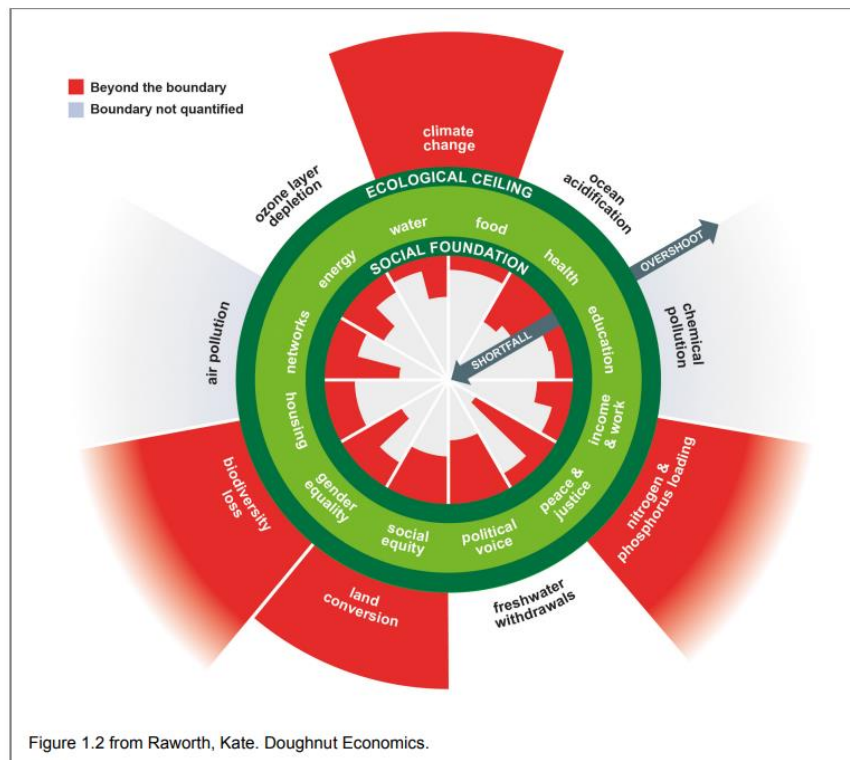 Beyond the boundary
Boundary not quantified
climate
change
ozone layer
depletion
ocean
acidification
ECOLOGICAL CEILING
OVERSHOOT
water
food
energy
health
SOCIAL FOUNDATION
SHORTFALL
networks
education
air pollution
chemical
pollution
housing
income
& work
gender
equality
peace &
justice
social
equity
political
voice
biodiversity
loss
nitrogen &
phosphorus loading
land
conversion
freshwater
withdrawals
Figure 1.2 from Raworth, Kate. Doughnut Economics.